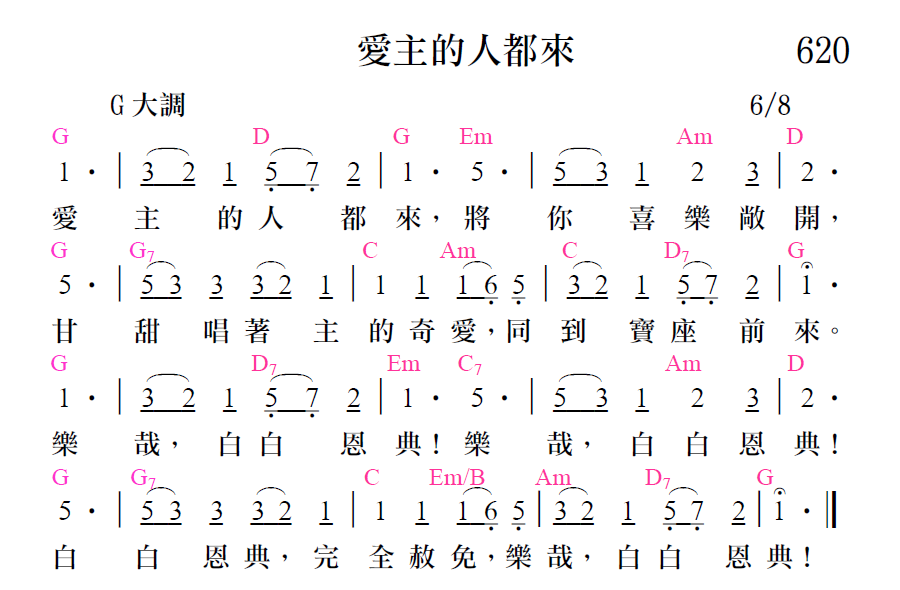 愛主的人都來 620
G 大調 6/8
G D G Em Am D
1 · | 3 2 1 5 7 2 | 1 · 5 · | 5 3 1 2 3 | 2 ·
愛 主 的 人 都 來，將 你 喜 樂 敞 開，
G G7 C Am C D7 G
5 · | 5 3 3 3 2 1 | 1 1 1 6 5 | 3 2 1 5 7 2 | 1 ·
甘 甜 唱 著 主 的 奇 愛，同 到 寶 座 前 來。
G D7 Em C7 Am D
1 · | 3 2 1 5 7 2 | 1 · 5 · | 5 3 1 2 3 | 2 ·
樂 哉，白 白 恩 典！樂 哉，白 白 恩 典！
G G7 C Em/B Am D7 G
5 · | 5 3 3 3 2 1 | 1 1 1 6 5 | 3 2 1 5 7 2 | 1 · ‖
白 白 恩 典，完 全 赦 免，樂 哉，白 白 恩 典！